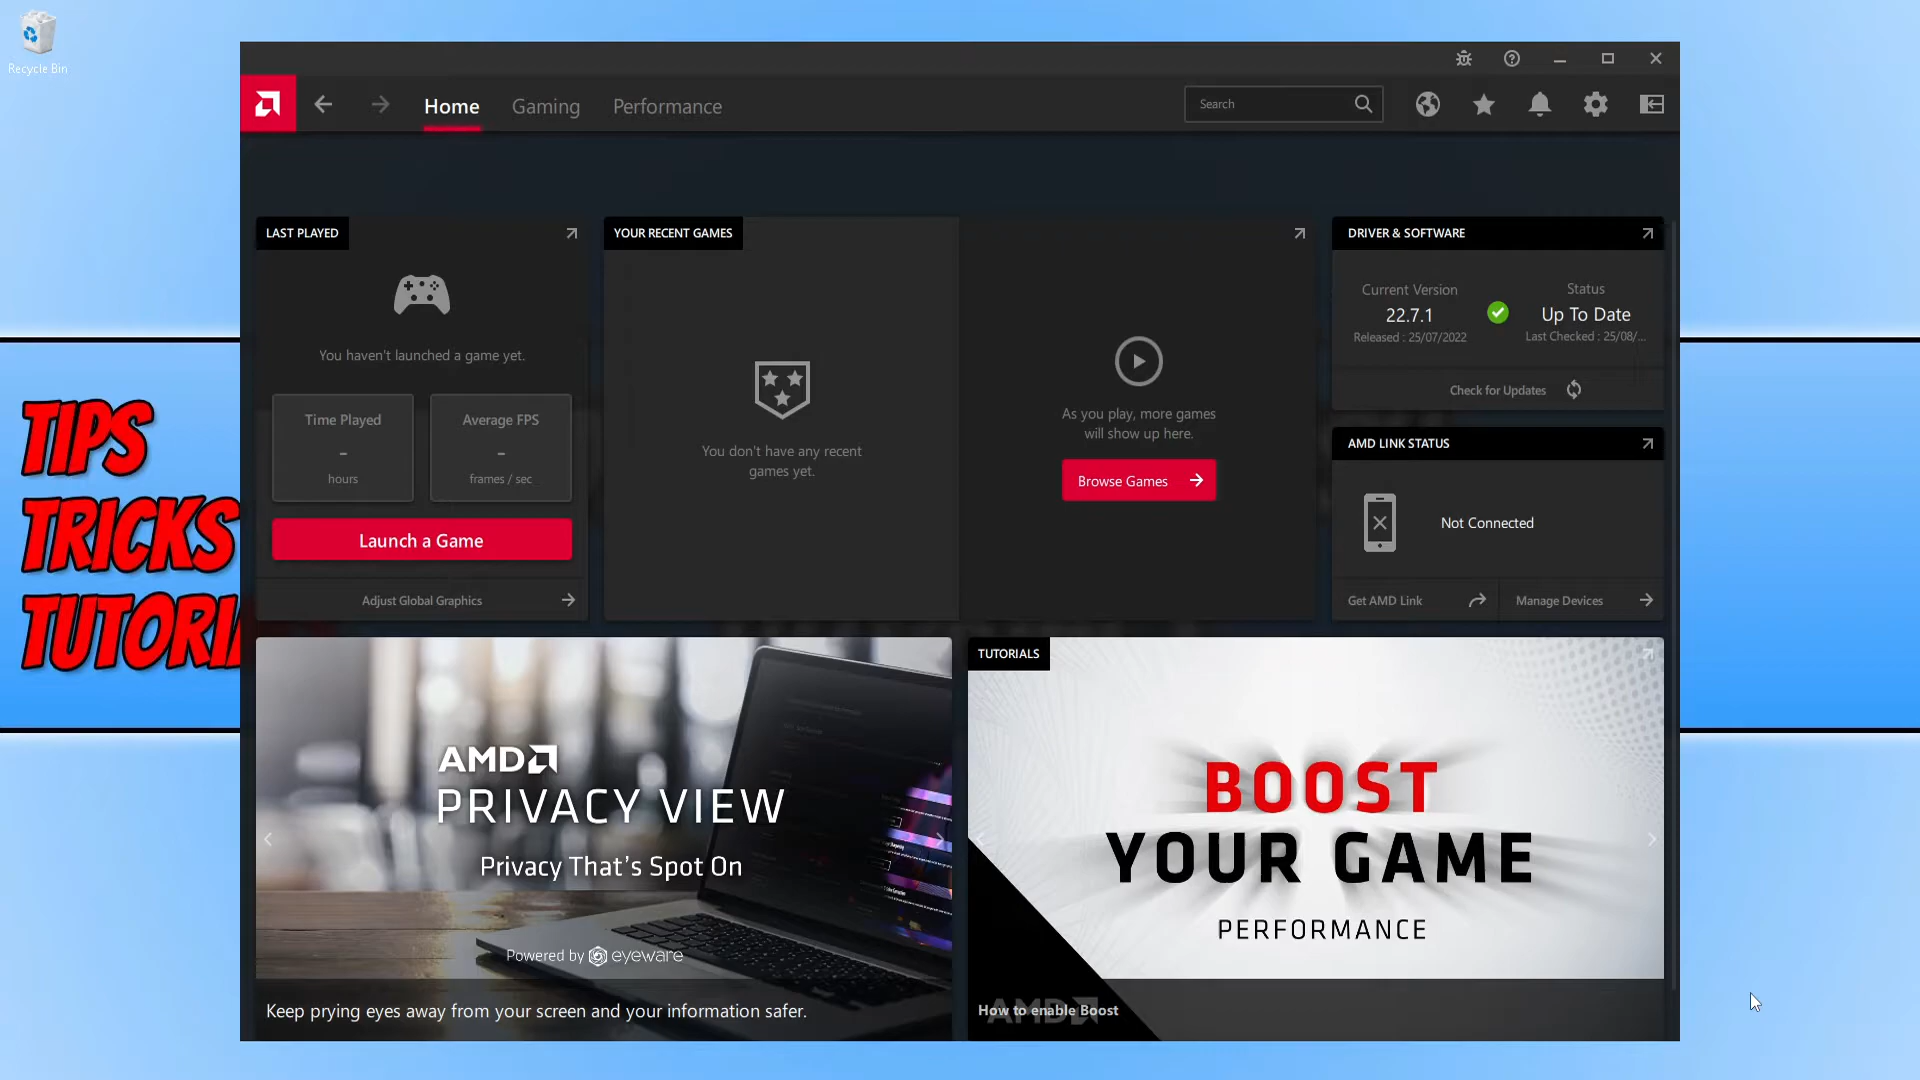 Recycle Bin
Home
Gaming
Performance
Search
LAST PLAYED
You haven't launched a game yet.
Time Played
-
hours
Average FPS
-
frames / sec
Launch a Game
Adjust Global Graphics
YOUR RECENT GAMES
You don't have any recent
games yet.
As you play, more games
will show up here.
Browse Games
DRIVER & SOFTWARE
Current Version
22.7.1
Released : 25/07/2022
Status
Up To Date
Last Checked : 25/08/...
Check for Updates
AMD LINK STATUS
Not Connected
Get AMD Link
Manage Devices
TIPS
TRICKS
TUTORI
AMD
PRIVACY VIEW
Privacy That's Spot On
Powered by eyeware
Keep prying eyes away from your screen and your information safer.
TUTORIALS
BOOST
YOUR GAME
PERFORMANCE
AMD
How to enable Boost